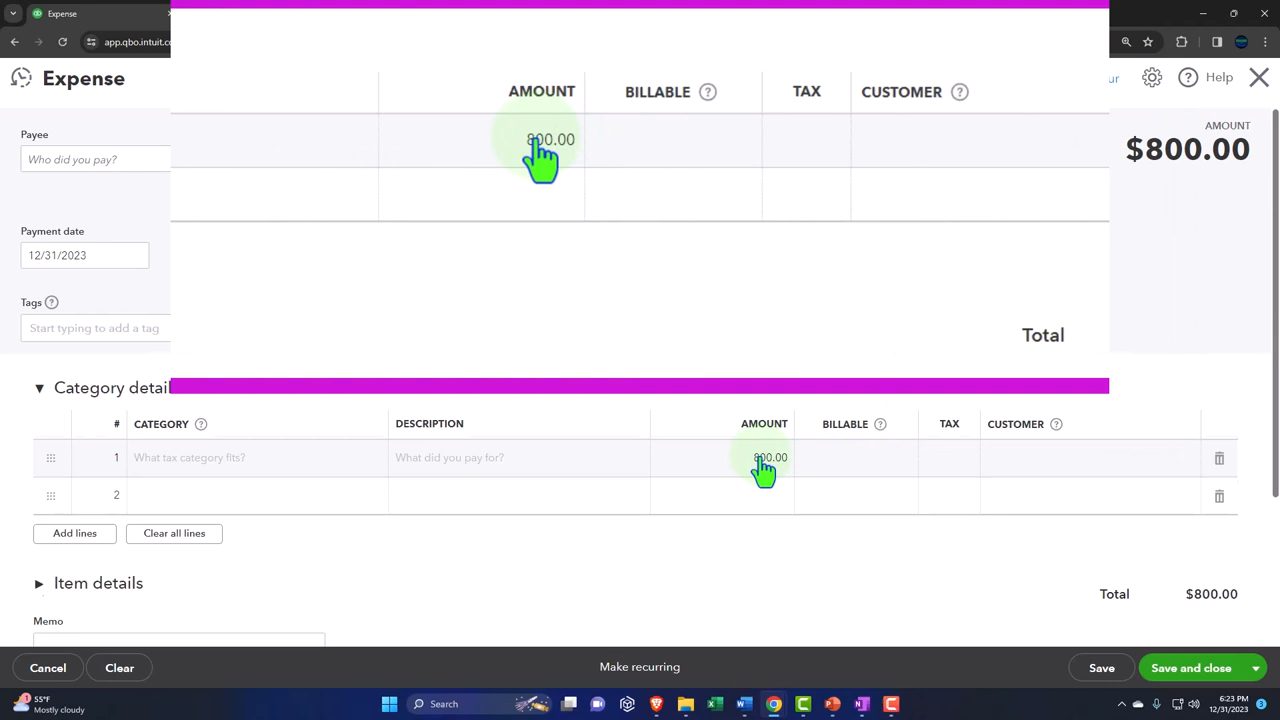 Expense
app.qbo.intuit.com
Expense
ur
Help
AMOUNT
$800.00
Payee
Who did you pay?
Payment date
12/31/2023
Tags
Start typing to add a tag
AMOUNT BILLABLE TAX CUSTOMER
800.00
Total
Category detail
# CATEGORY DESCRIPTION AMOUNT BILLABLE TAX CUSTOMER
1 What tax category fits? What did you pay for? 800.00
2
Add lines Clear all lines
Item details
Total $800.00
Memo
Cancel Clear Make recurring Save Save and close
55°F
Mostly cloudy
Search
6:23 PM
12/31/2023